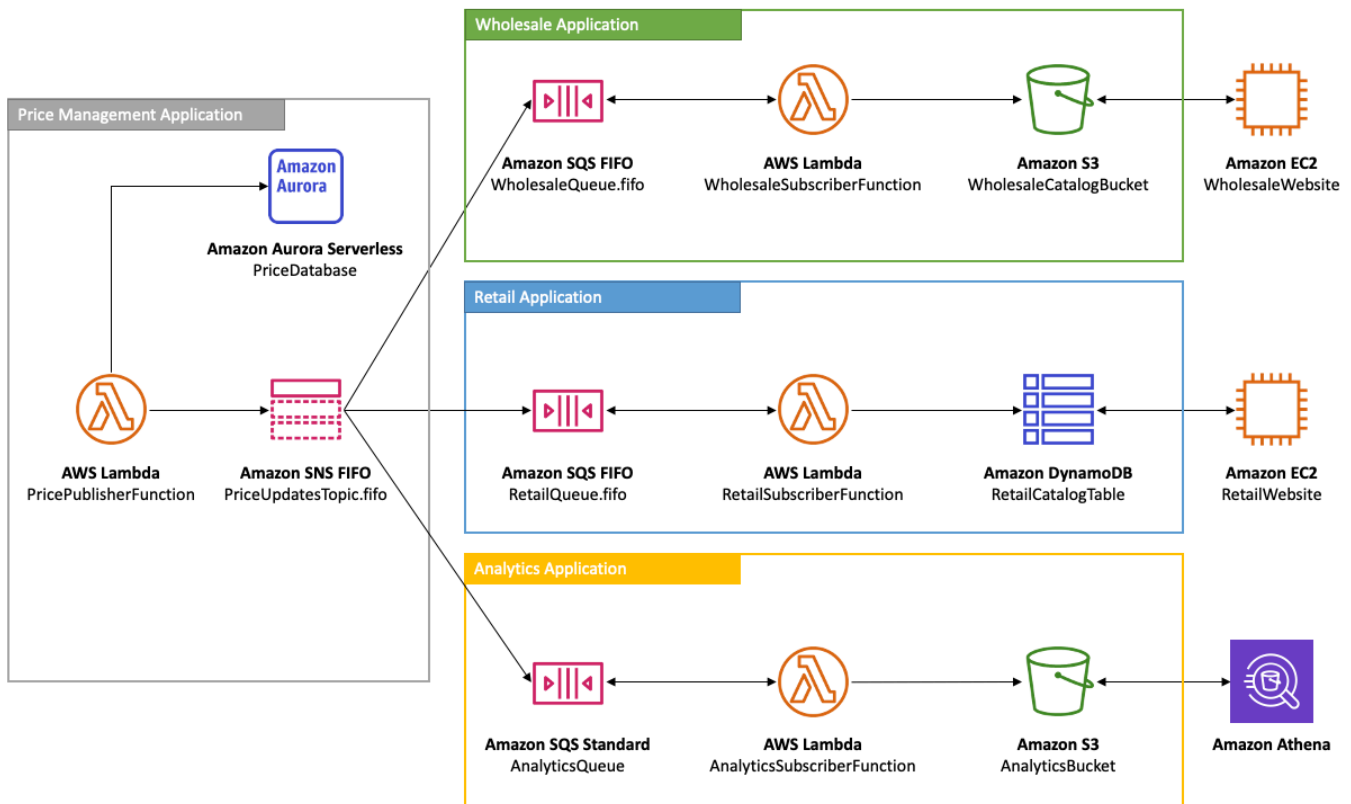 Wholesale Application
Amazon SQS FIFO
WholesaleQueue.fifo
AWS Lambda
WholesaleSubscriberFunction
Amazon S3
WholesaleCatalogBucket
Amazon EC2
WholesaleWebsite
Price Management Application
Amazon
Aurora
Amazon Aurora Serverless
PriceDatabase
AWS Lambda
PricePublisherFunction
Amazon SNS FIFO
PriceUpdatesTopic.fifo
Retail Application
Amazon SQS FIFO
RetailQueue.fifo
AWS Lambda
RetailSubscriberFunction
Amazon DynamoDB
RetailCatalogTable
Amazon EC2
RetailWebsite
Analytics Application
Amazon SQS Standard
AnalyticsQueue
AWS Lambda
AnalyticsSubscriberFunction
Amazon S3
AnalyticsBucket
Amazon Athena